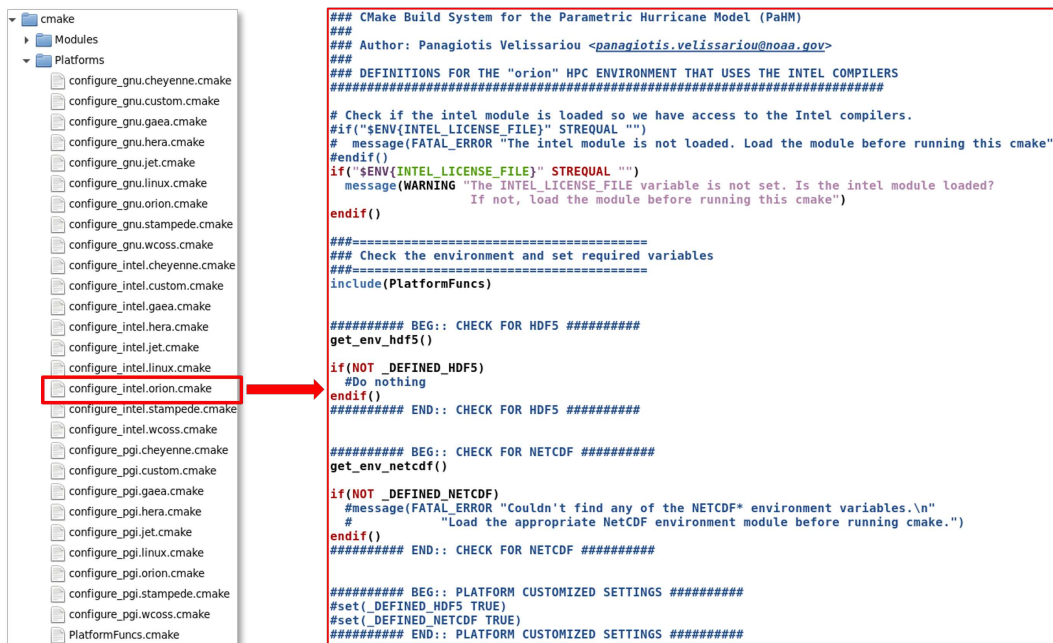 cmake
Modules
Platforms
configure_gnu.cheyenne.cmake
configure_gnu.custom.cmake
configure_gnu.gaea.cmake
configure_gnu.hera.cmake
configure_gnu.jet.cmake
configure_gnu.linux.cmake
configure_gnu.orion.cmake
configure_gnu.stampede.cmake
configure_gnu.wcoss.cmake
configure_intel.cheyenne.cmake
configure_intel.custom.cmake
configure_intel.gaea.cmake
configure_intel.hera.cmake
configure_intel.jet.cmake
configure_intel.linux.cmake
configure_intel.orion.cmake
configure_intel.stampede.cmake
configure_intel.wcoss.cmake
configure_pgi.cheyenne.cmake
configure_pgi.custom.cmake
configure_pgi.gaea.cmake
configure_pgi.hera.cmake
configure_pgi.jet.cmake
configure_pgi.linux.cmake
configure_pgi.orion.cmake
configure_pgi.stampede.cmake
configure_pgi.wcoss.cmake
PlatformFuncs.cmake
### CMake Build System for the Parametric Hurricane Model (PaHM)
###
### Author: Panagiotis Velissariou <panagiotis.velissariou@noaa.gov>
###
### DEFINITIONS FOR THE "orion" HPC ENVIRONMENT THAT USES THE INTEL COMPILERS
###########################################################################
# Check if the intel module is loaded so we have access to the Intel compilers.
#if("$ENV{INTEL_LICENSE_FILE}" STREQUAL "")
#  message(FATAL_ERROR "The intel module is not loaded. Load the module before running this cmake"
#endif()
if("$ENV{INTEL_LICENSE_FILE}" STREQUAL "")
  message(WARNING "The INTEL_LICENSE_FILE variable is not set. Is the intel module loaded?
                   If not, load the module before running this cmake")
endif()
###========================================
### Check the environment and set required variables
###========================================
include(PlatformFuncs)
########## BEG:: CHECK FOR HDF5 ##########
get_env_hdf5()
if(NOT _DEFINED_HDF5)
  #Do nothing
endif()
########## END:: CHECK FOR HDF5 ##########
########## BEG:: CHECK FOR NETCDF ##########
get_env_netcdf()
if(NOT _DEFINED_NETCDF)
  #message(FATAL_ERROR "Couldn't find any of the NETCDF* environment variables.\n"
  #            "Load the appropriate NetCDF environment module before running cmake.")
endif()
########## END:: CHECK FOR NETCDF ##########
########## BEG:: PLATFORM CUSTOMIZED SETTINGS ##########
#set(_DEFINED_HDF5 TRUE)
#set(_DEFINED_NETCDF TRUE)
########## END:: PLATFORM CUSTOMIZED SETTINGS ##########